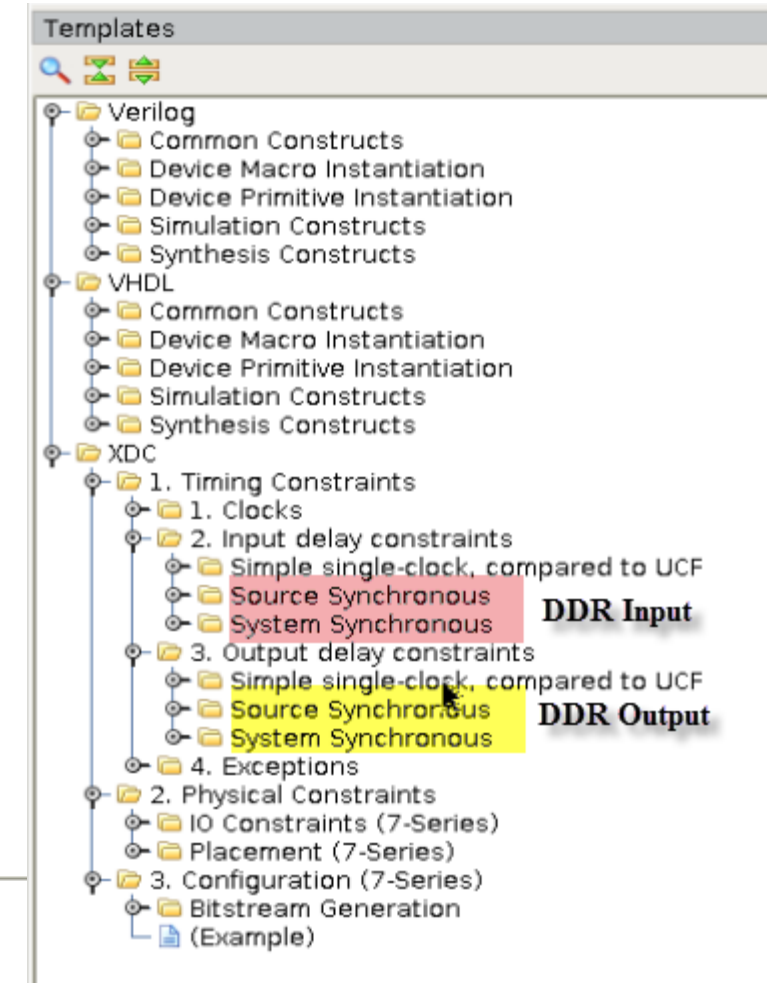 Templates
Verilog
Common Constructs
Device Macro Instantiation
Device Primitive Instantiation
Simulation Constructs
Synthesis Constructs
VHDL
Common Constructs
Device Macro Instantiation
Device Primitive Instantiation
Simulation Constructs
Synthesis Constructs
XDC
1. Timing Constraints
1. Clocks
2. Input delay constraints
Simple single-clock, compared to UCF
Source Synchronous
DDR Input
System Synchronous
3. Output delay constraints
Simple single-clock, compared to UCF
Source Synchronous
DDR Output
System Synchronous
4. Exceptions
2. Physical Constraints
IO Constraints (7-Series)
Placement (7-Series)
3. Configuration (7-Series)
Bitstream Generation
(Example)